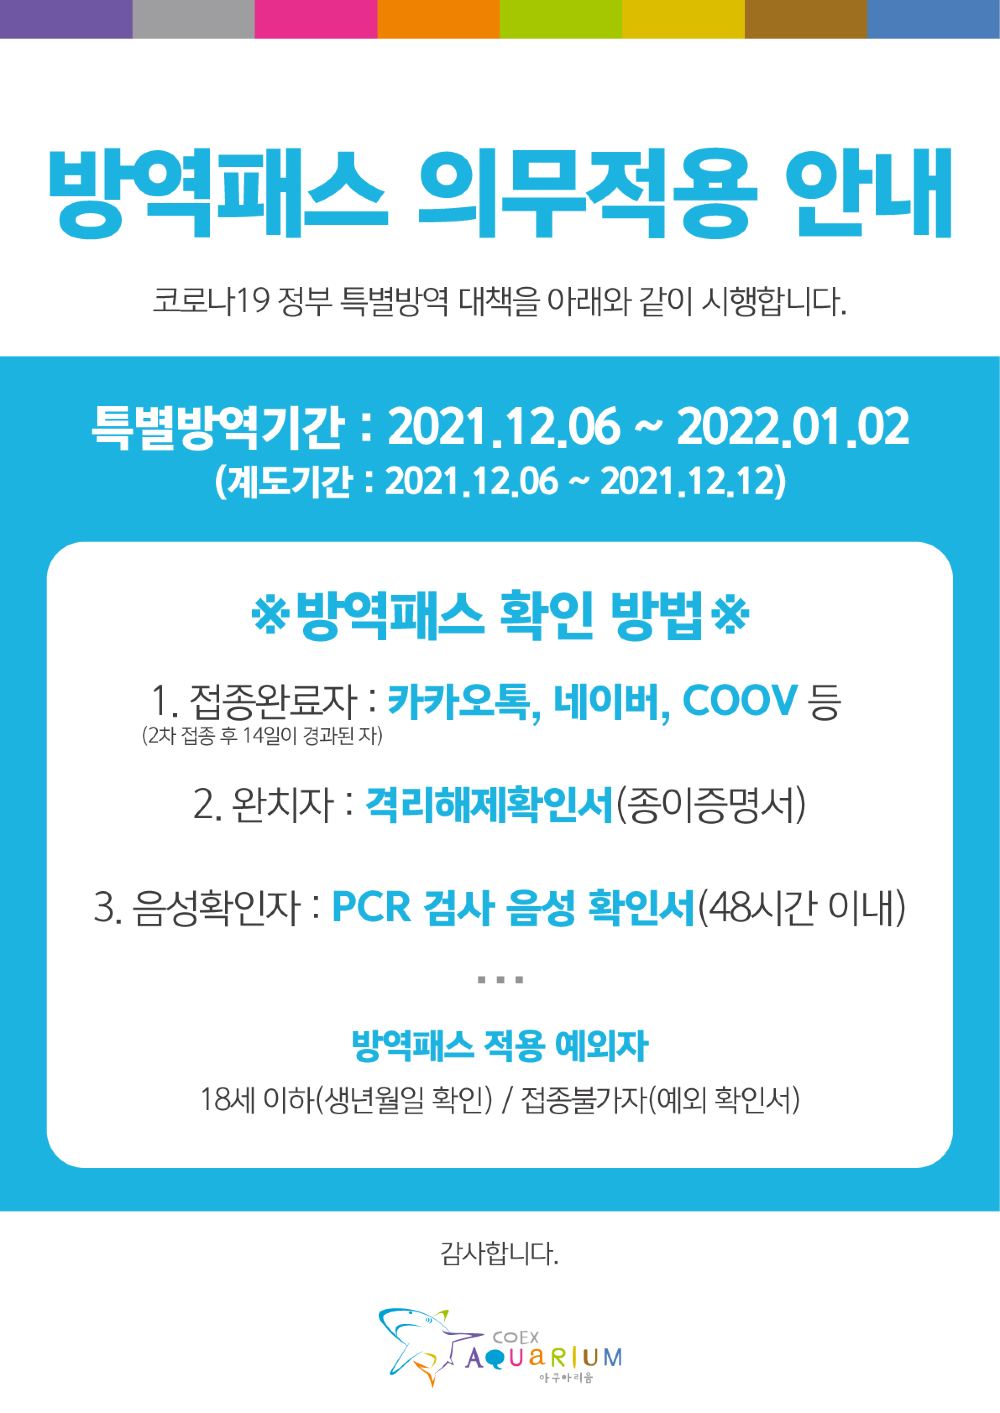 방역패스 의무적용 안내
코로나19 정부 특별방역 대책을 아래와 같이 시행합니다.
특별방역기간 : 2021.12.06 ~ 2022.01.02
(계도기간 : 2021.12.06 ~ 2021.12.12)
※방역패스 확인 방법※
1. 접종완료자 : 카카오톡, 네이버, COOV 등
(2차 접종 후 14일이 경과된 자)
2. 완치자 : 격리해제확인서(종이증명서)
3. 음성확인자 : PCR 검사 음성 확인서(48시간 이내)
...
방역패스 적용 예외자
18세 이하(생년월일 확인) / 접종불가자(예외 확인서)
감사합니다.
COEX
AQUARIUM
아쿠아리움